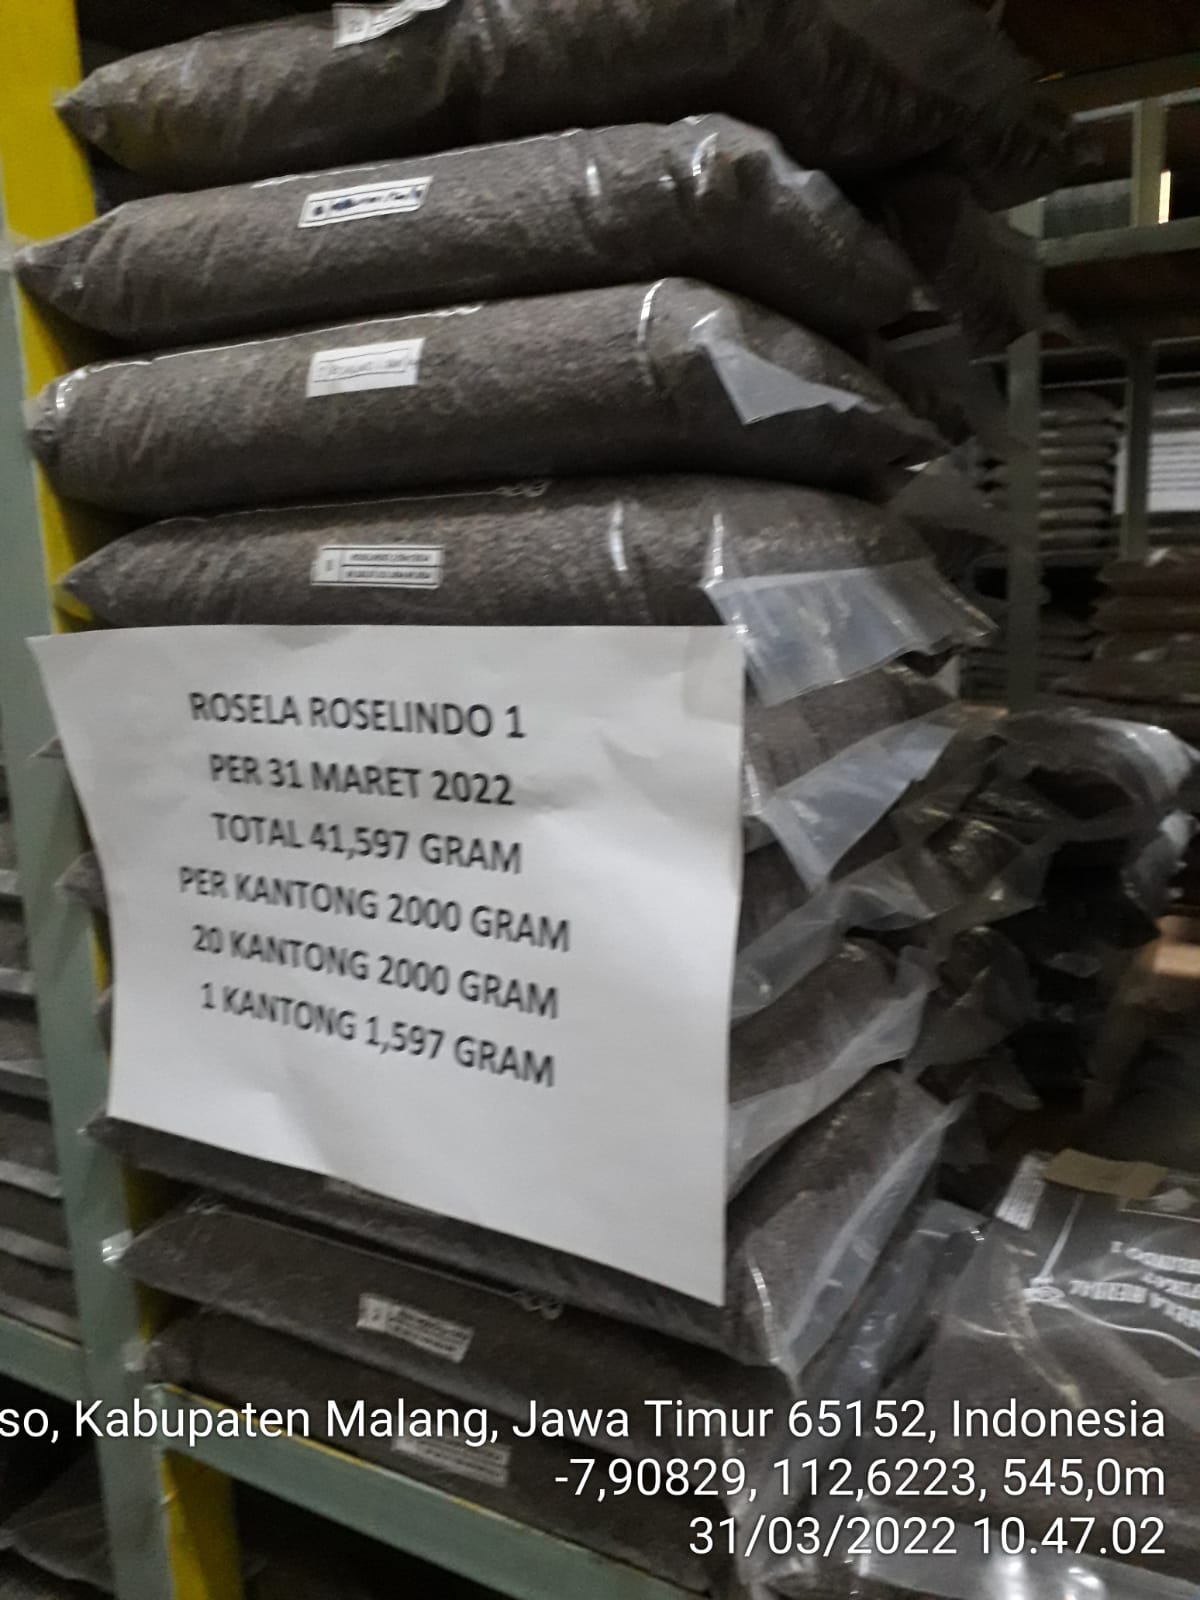 ROSELA ROSELINDO 1
PER 31 MARET 2022
TOTAL 41,597 GRAM
PER KANTONG 2000 GRAM
20 KANTONG 2000 GRAM
1 KANTONG 1,597 GRAM
so, Kabupaten Malang, Jawa Timur 65152, Indonesia
-7,90829, 112,6223, 545,0m
31/03/2022 10.47.02